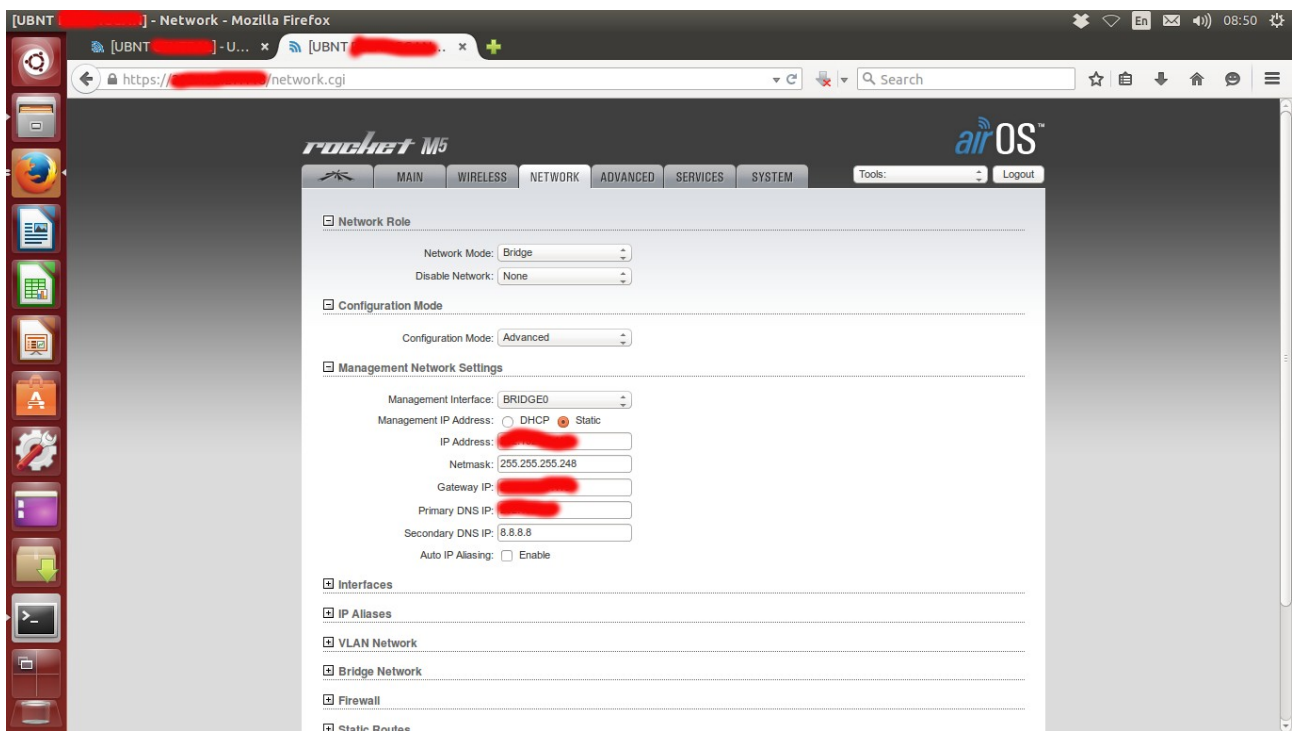 [UBNT ] - Network - Mozilla Firefox
En
08:50
[UBNT ] - U... ×
[UBNT .. ×
https:// /network.cgi
Search
rocket M5
airOS™
MAIN
WIRELESS
NETWORK
ADVANCED
SERVICES
SYSTEM
Tools:
Logout
Network Role
Network Mode: Bridge
Disable Network: None
Configuration Mode
Configuration Mode: Advanced
Management Network Settings
Management Interface: BRIDGE0
Management IP Address: DHCP Static
IP Address:
Netmask: 255.255.255.248
Gateway IP:
Primary DNS IP:
Secondary DNS IP: 8.8.8.8
Auto IP Aliasing: Enable
Interfaces
IP Aliases
VLAN Network
Bridge Network
Firewall
Static Routes